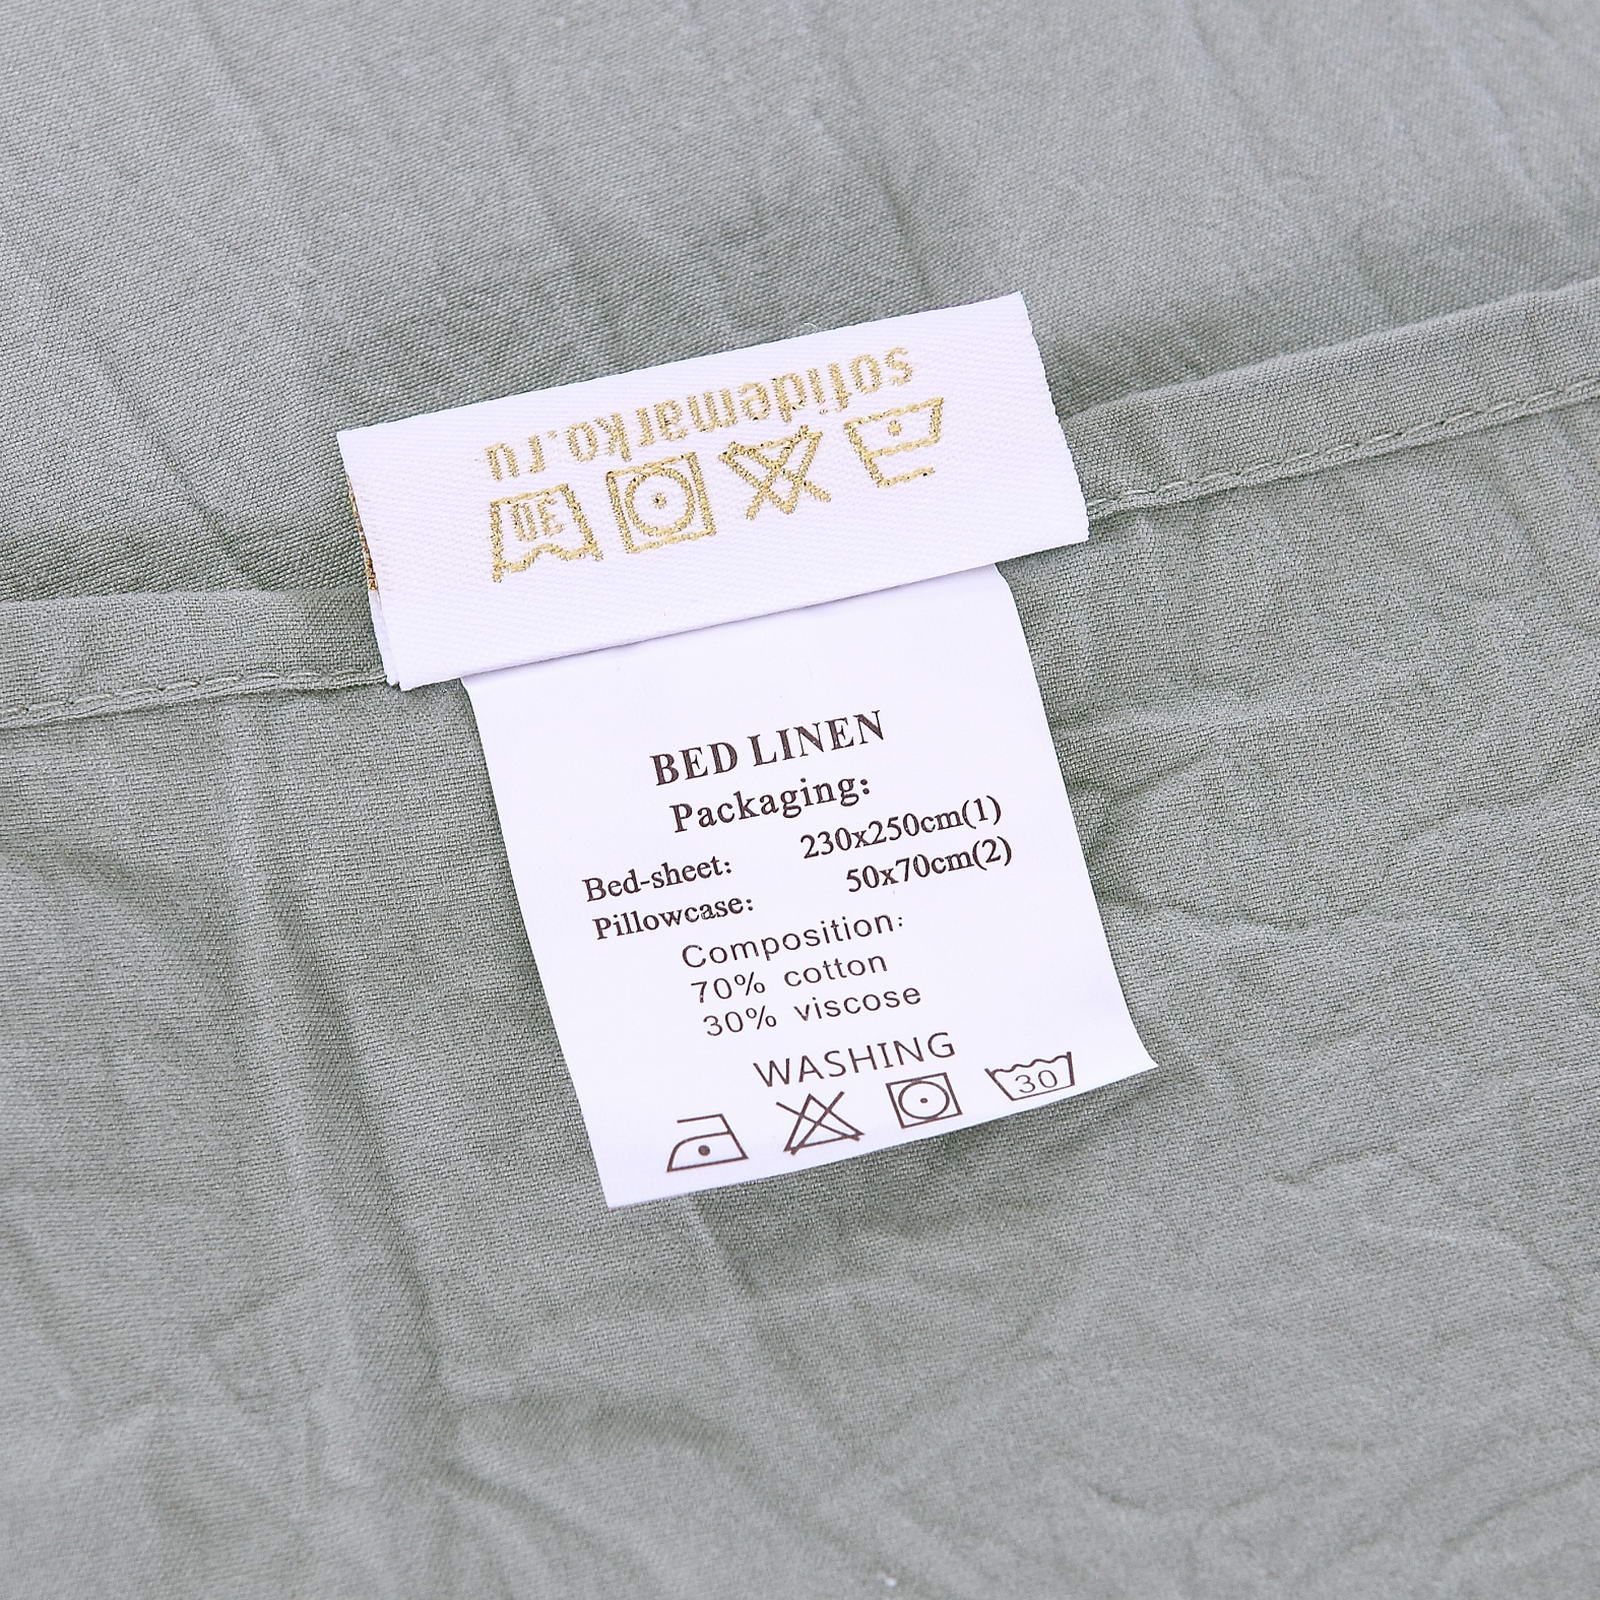 sofidemarko.ru
30
BED LINEN
Packaging:
Bed-sheet: 230x250cm(1)
Pillowcase: 50x70cm(2)
Composition:
70% cotton
30% viscose
WASHING
30